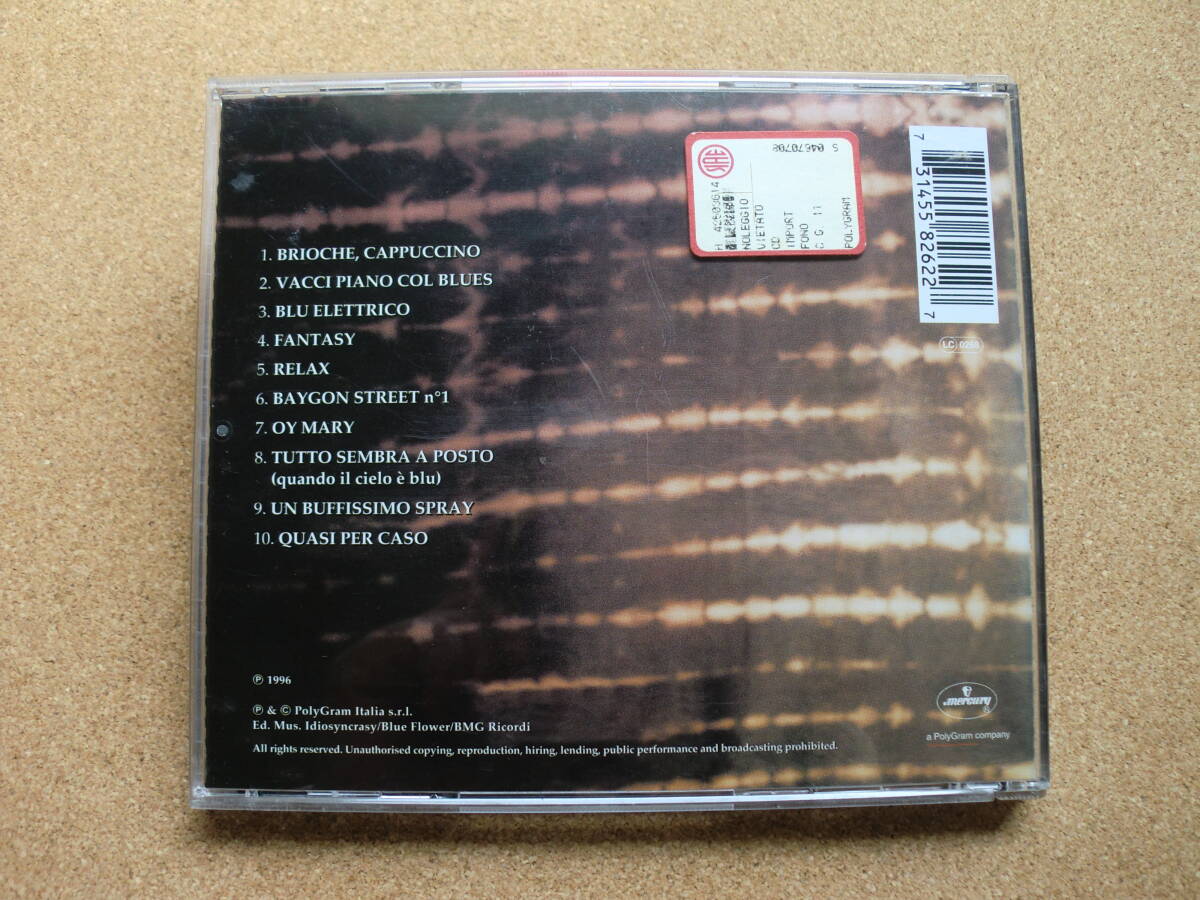 1. BRIOCHE, CAPPUCCINO
2. VACCI PIANO COL BLUES
3. BLU ELETTRICO
4. FANTASY
5. RELAX
6. BAYGON STREET n°1
7. OY MARY
8. TUTTO SEMBRA A POSTO
(quando il cielo è blu)
9. UN BUFFISSIMO SPRAY
10. QUASI PER CASO
℗ 1996
℗ & © PolyGram Italia s.r.l.
Ed. Mus. Idiosyncrasy/Blue Flower/BMG Ricordi
All rights reserved. Unauthorised copying, reproduction, hiring, lending, public performance and broadcasting prohibited.
SIAE
S 04670708
NOLEGGIO
VIETATO
CD
IMPORT
FONO
C G. 11
POLYGRAM
7 31455 82622 7
LC 0268
mercury
a PolyGram company